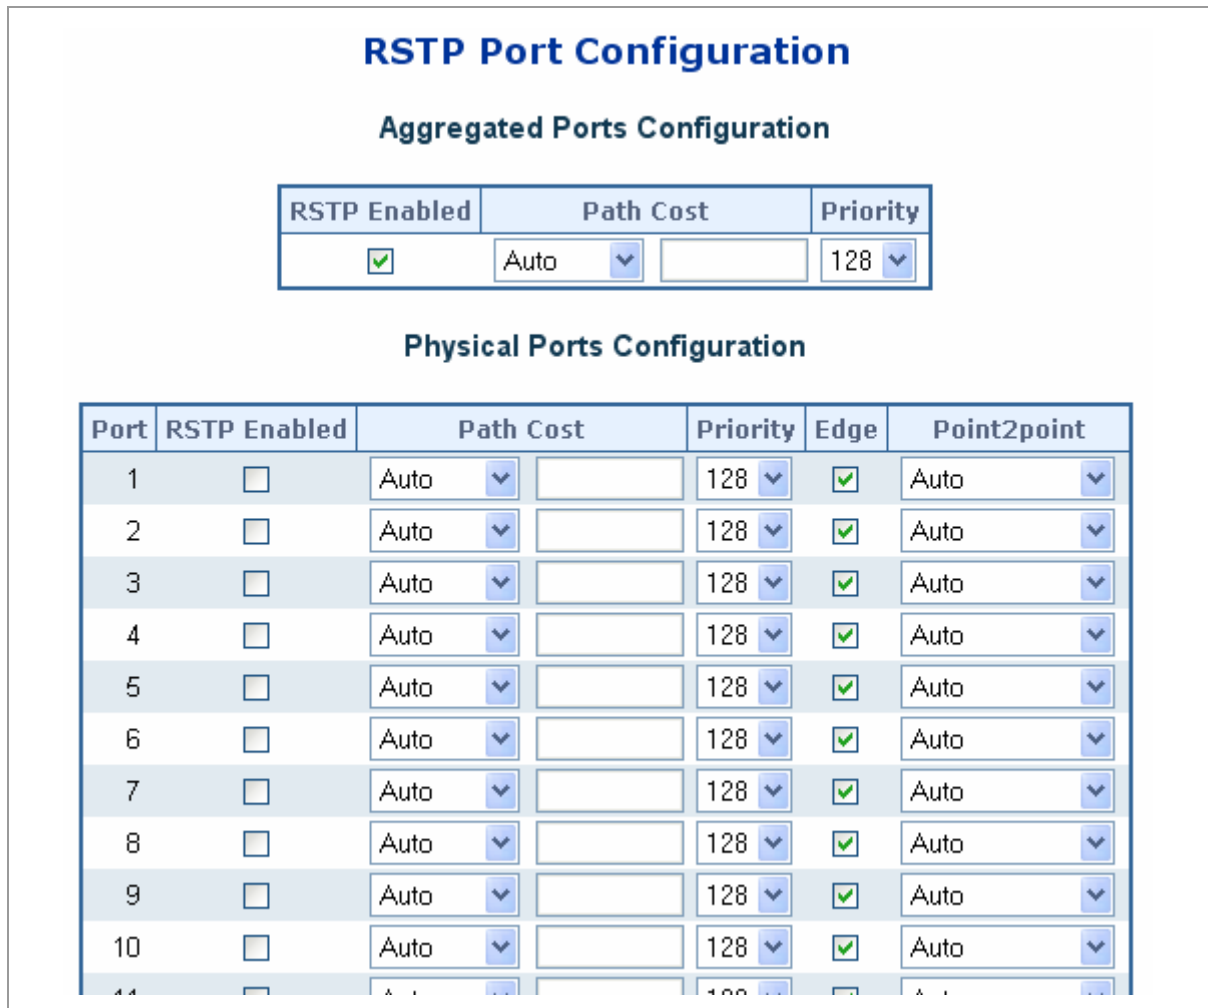 RSTP Port Configuration
Aggregated Ports Configuration
RSTP Enabled Path Cost Priority
Auto 128
Physical Ports Configuration
Port RSTP Enabled Path Cost Priority Edge Point2point
1 Auto 128 Auto
2 Auto 128 Auto
3 Auto 128 Auto
4 Auto 128 Auto
5 Auto 128 Auto
6 Auto 128 Auto
7 Auto 128 Auto
8 Auto 128 Auto
9 Auto 128 Auto
10 Auto 128 Auto